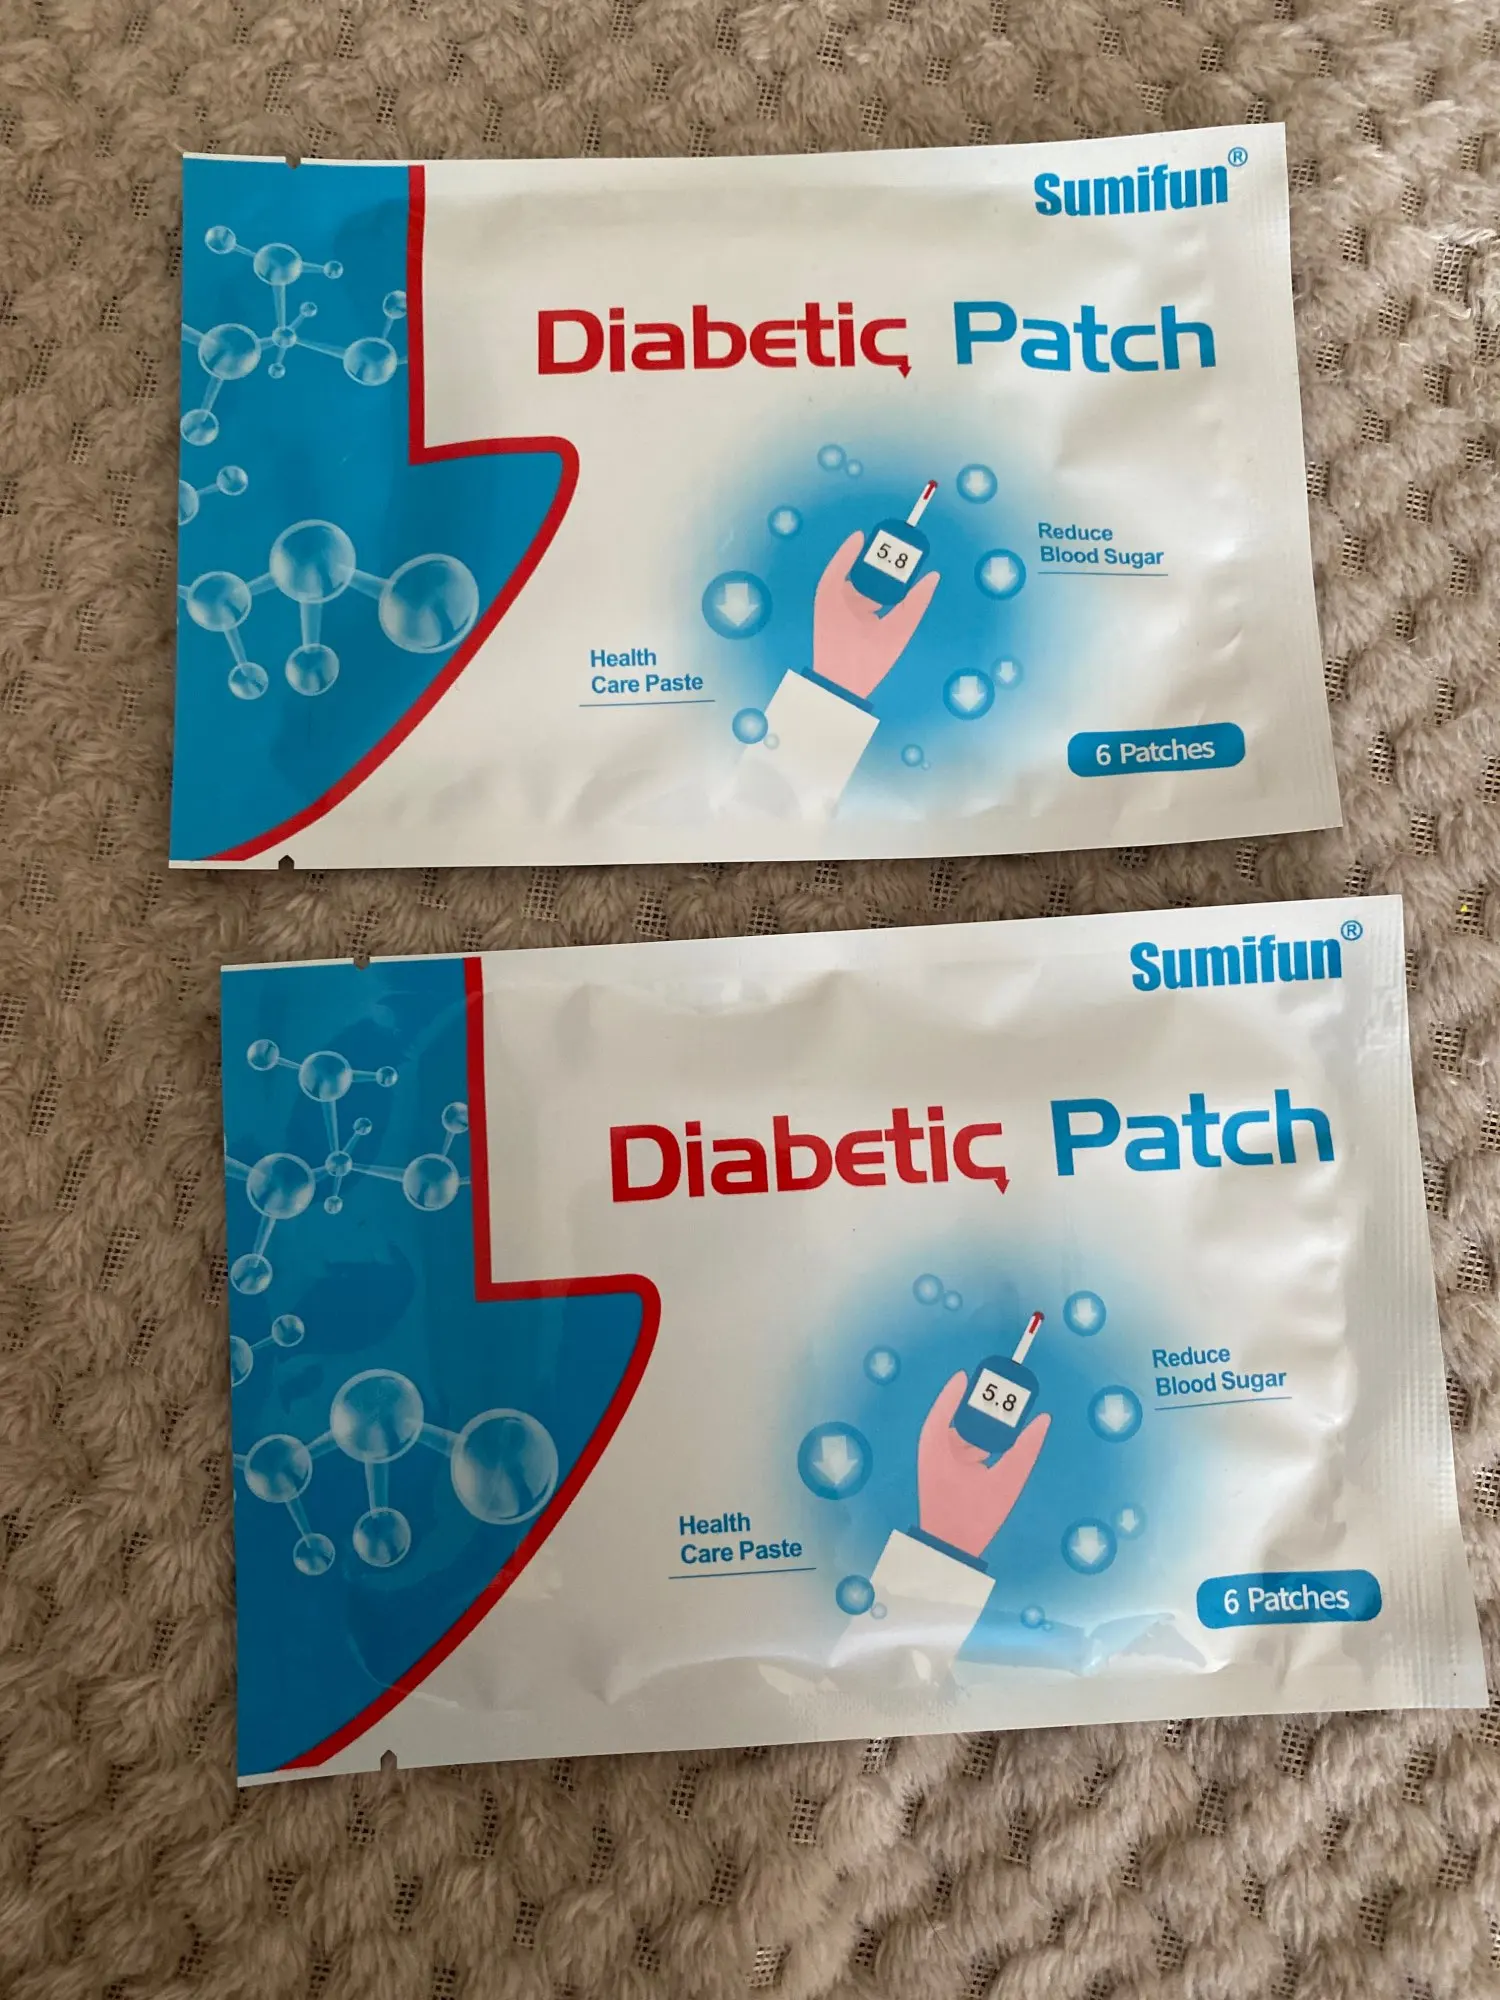 Sumifun®
Diabetic Patch
5.8
Reduce
Blood Sugar
Health
Care Paste
6 Patches
Sumifun®
Diabetic Patch
5.8
Reduce
Blood Sugar
Health
Care Paste
6 Patches